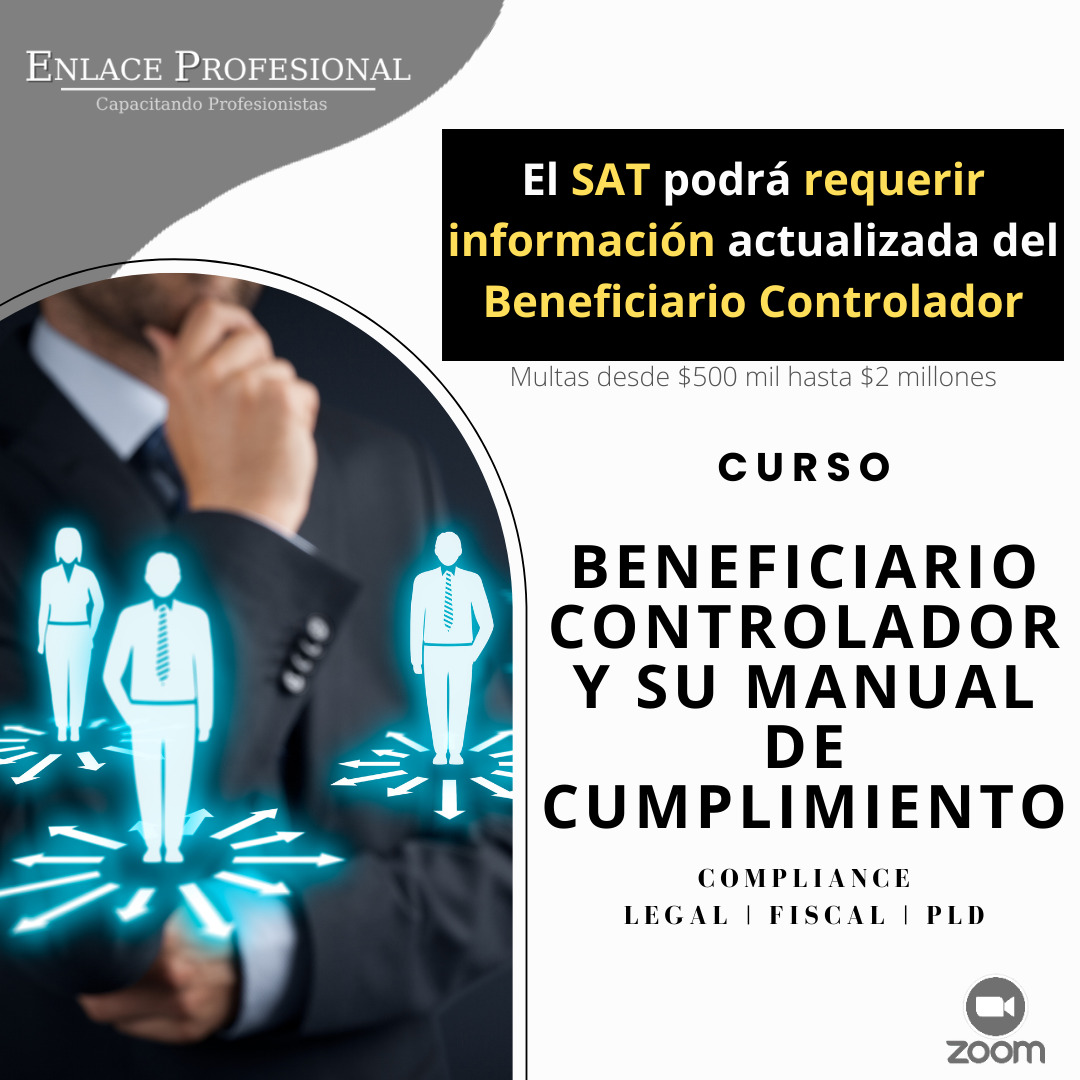 ENLACE PROFESIONAL
Capacitando Profesionistas
El SAT podrá requerir
información actualizada del
Beneficiario Controlador
Multas desde $500 mil hasta $2 millones
CURSO
BENEFICIARIO
CONTROLADOR
Y SU MANUAL
DE
CUMPLIMIENTO
COMPLIANCE
LEGAL | FISCAL | PLD
zoom